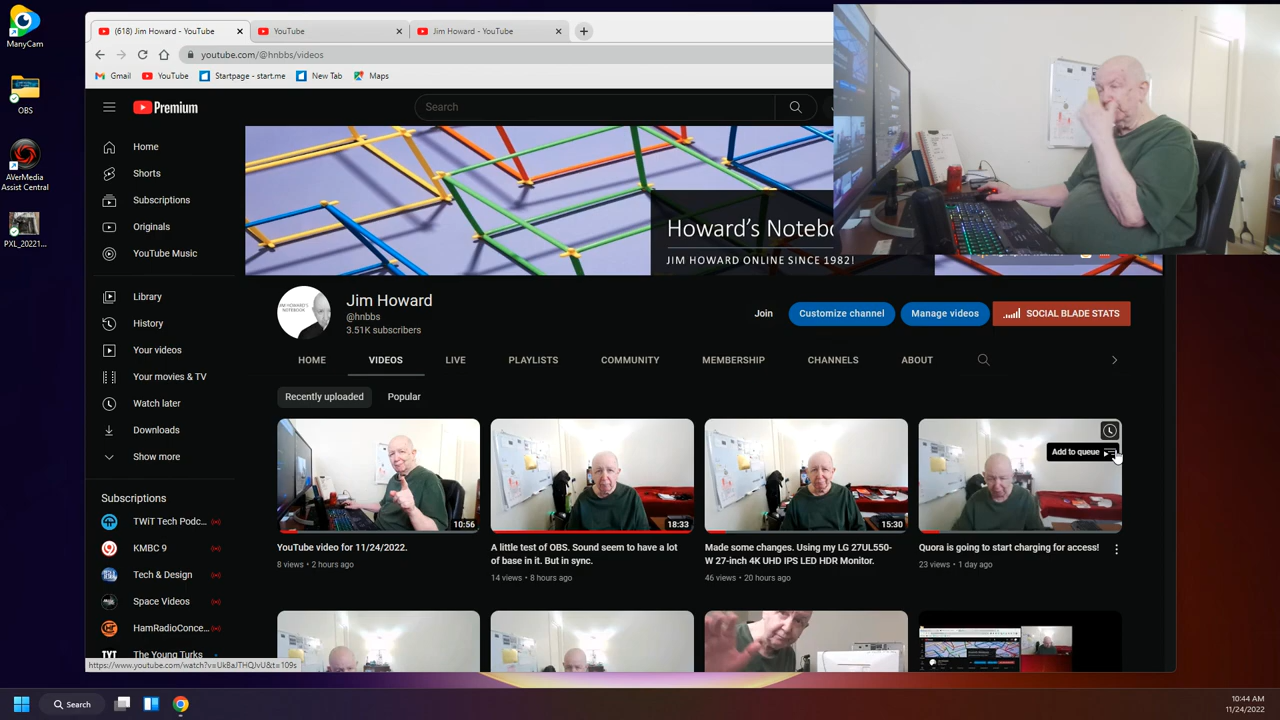 ManyCam
OBS
AVerMedia
Assist Central
PXL_20221...
(618) Jim Howard - YouTube
YouTube
Jim Howard - YouTube
youtube.com/@hnbbs/videos
Gmail
YouTube
Startpage - start.me
New Tab
Maps
Premium
Search
Home
Shorts
Subscriptions
Originals
YouTube Music
Library
History
Your videos
Your movies & TV
Watch later
Downloads
Show more
Subscriptions
TWiT Tech Podc...
KMBC 9
Tech & Design
Space Videos
HamRadioConce...
The Young Turks
Howard's Noteb
JIM HOWARD ONLINE SINCE 1982!
JIM HOWARD'S
NOTEBOOK
Jim Howard
@hnbbs
3.51K subscribers
Join
Customize channel
Manage videos
SOCIAL BLADE STATS
HOME
VIDEOS
LIVE
PLAYLISTS
COMMUNITY
MEMBERSHIP
CHANNELS
ABOUT
Recently uploaded
Popular
10:56
YouTube video for 11/24/2022.
8 views • 2 hours ago
18:33
A little test of OBS. Sound seem to have a lot
of base in it. But in sync.
14 views • 8 hours ago
15:30
Made some changes. Using my LG 27UL550-
W 27-inch 4K UHD IPS LED HDR Monitor.
46 views • 20 hours ago
Add to queue
Quora is going to start charging for access!
23 views • 1 day ago
Search
10:44 AM
11/24/2022